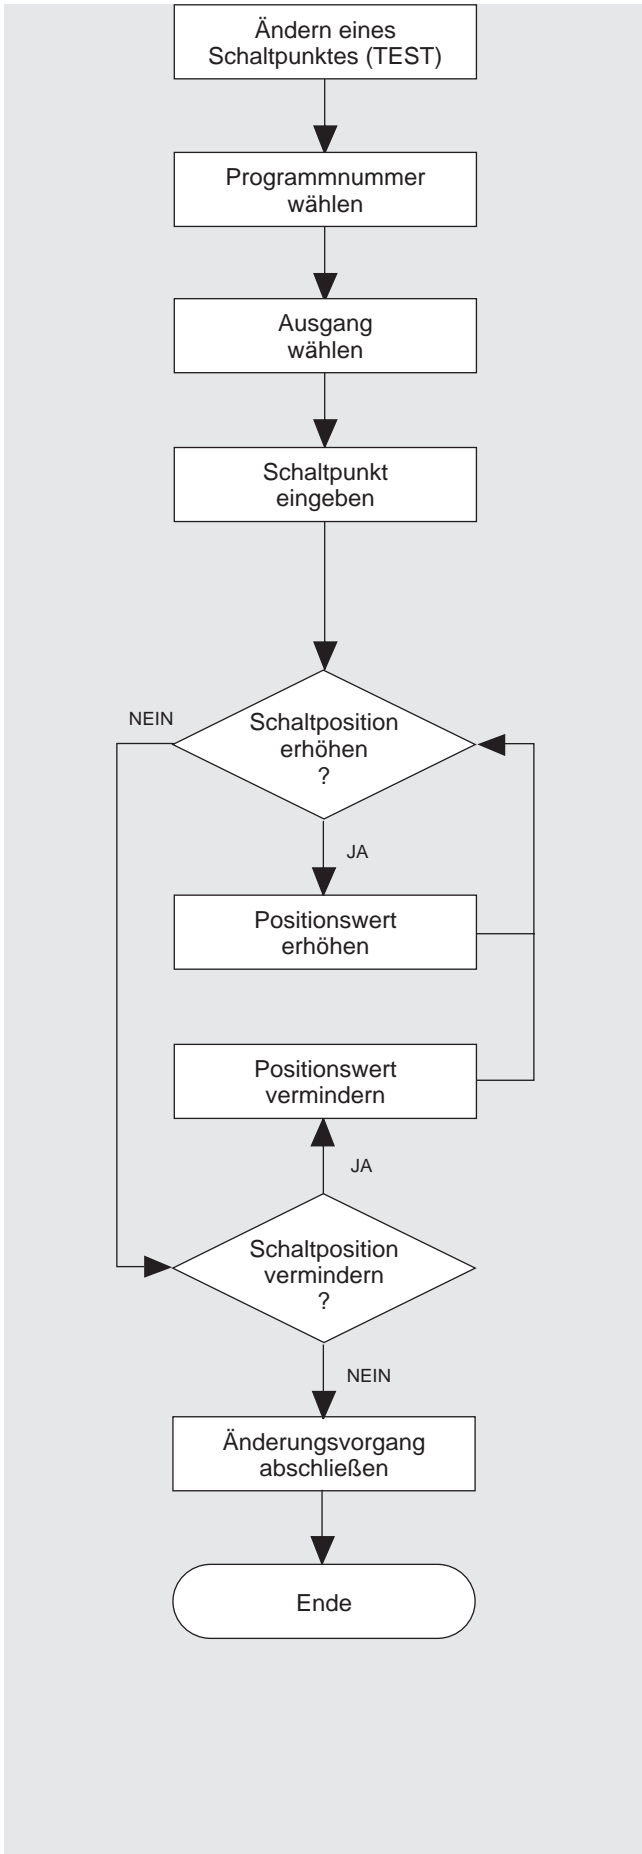 Ändern eines
Schaltpunktes (TEST)
Programmnummer
wählen
Ausgang
wählen
Schaltpunkt
eingeben
NEIN
Schaltposition
erhöhen
?
JA
Positionswert
erhöhen
Positionswert
vermindern
JA
Schaltposition
vermindern
?
NEIN
Änderungsvorgang
abschließen
Ende